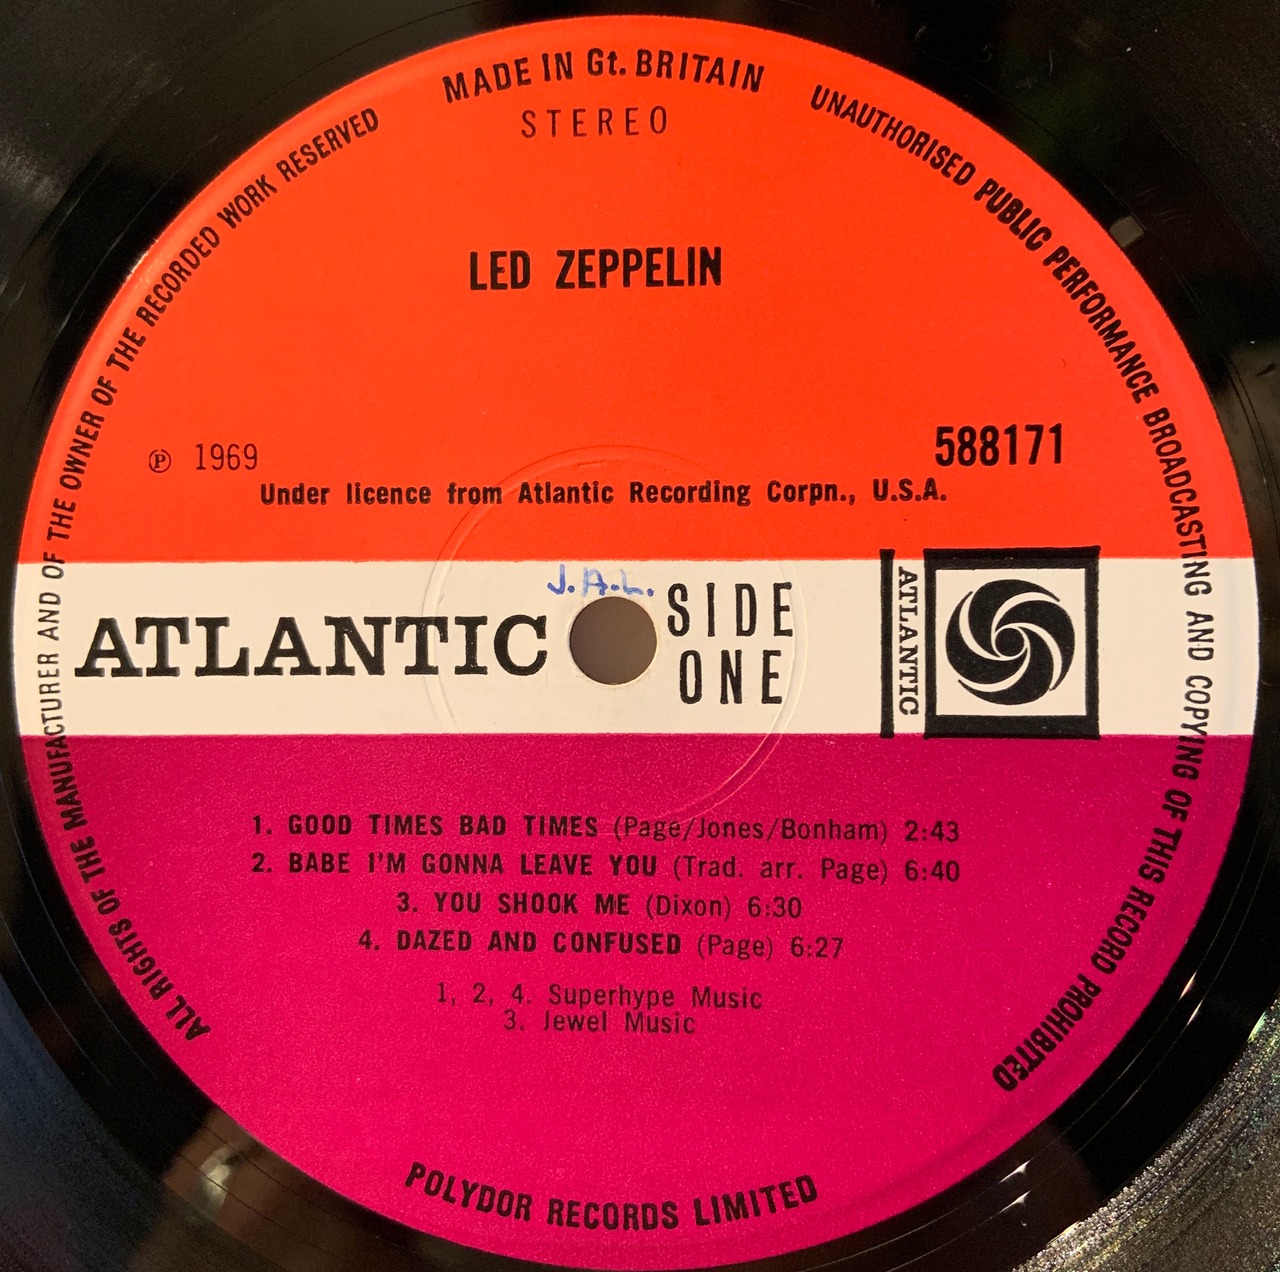 MADE IN Gt. BRITAIN
UNAUTHORISED PUBLIC PERFORMANCE BROADCASTING AND COPYING OF THIS RECORD PROHIBITED
POLYDOR RECORDS LIMITED
ALL RIGHTS OF THE MANUFACTURER AND OF THE OWNER OF THE RECORDED WORK RESERVED
STEREO
LED ZEPPELIN
℗ 1969
588171
Under licence from Atlantic Recording Corpn., U.S.A.
J.A.L.
ATLANTIC
SIDE
ONE
ATLANTIC
1. GOOD TIMES BAD TIMES (Page/Jones/Bonham) 2:43
2. BABE I'M GONNA LEAVE YOU (Trad. arr. Page) 6:40
3. YOU SHOOK ME (Dixon) 6:30
4. DAZED AND CONFUSED (Page) 6:27
1, 2, 4. Superhype Music
3. Jewel Music